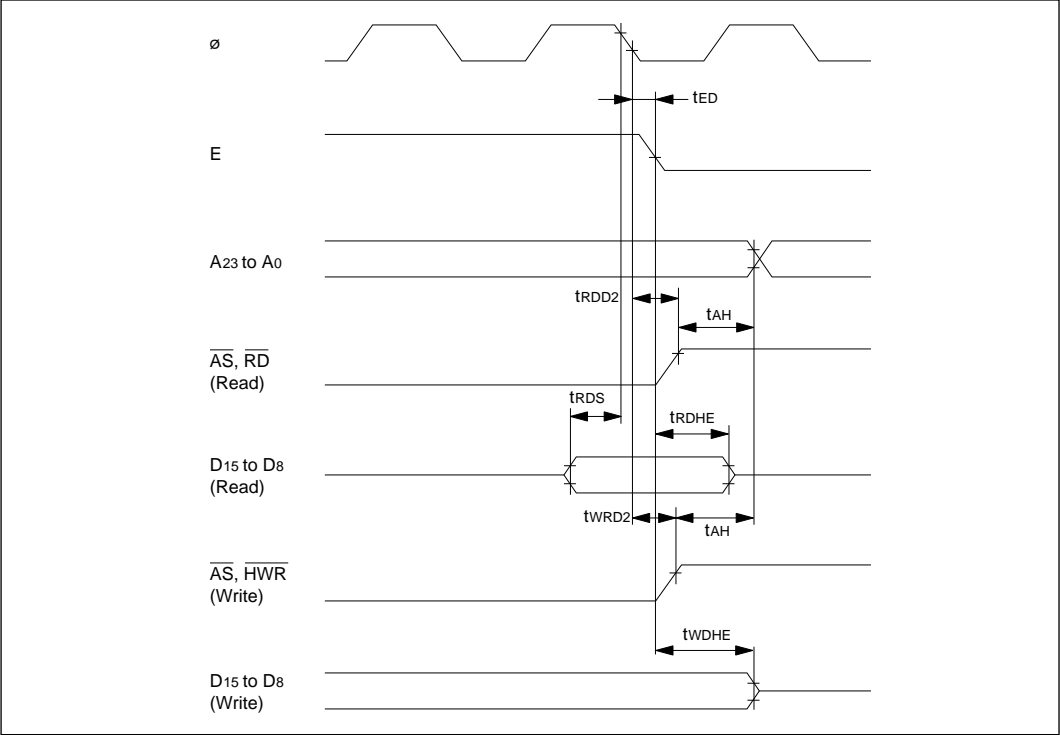 ø
tED
E
A23 to A0
tRDD2
tAH
AS, RD
(Read)
tRDS
tRDHE
D15 to D8
(Read)
tWRD2
tAH
AS, HWR
(Write)
tWDHE
D15 to D8
(Write)